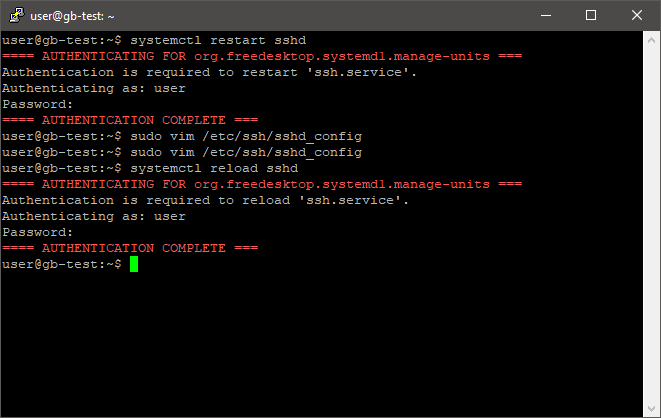 user@gb-test: ~
user@gb-test:~$ systemctl restart sshd
==== AUTHENTICATING FOR org.freedesktop.systemd1.manage-units ===
Authentication is required to restart 'ssh.service'.
Authenticating as: user
Password:
==== AUTHENTICATION COMPLETE ===
user@gb-test:~$ sudo vim /etc/ssh/sshd_config
user@gb-test:~$ sudo vim /etc/ssh/sshd_config
user@gb-test:~$ systemctl reload sshd
==== AUTHENTICATING FOR org.freedesktop.systemd1.manage-units ===
Authentication is required to reload 'ssh.service'.
Authenticating as: user
Password:
==== AUTHENTICATION COMPLETE ===
user@gb-test:~$